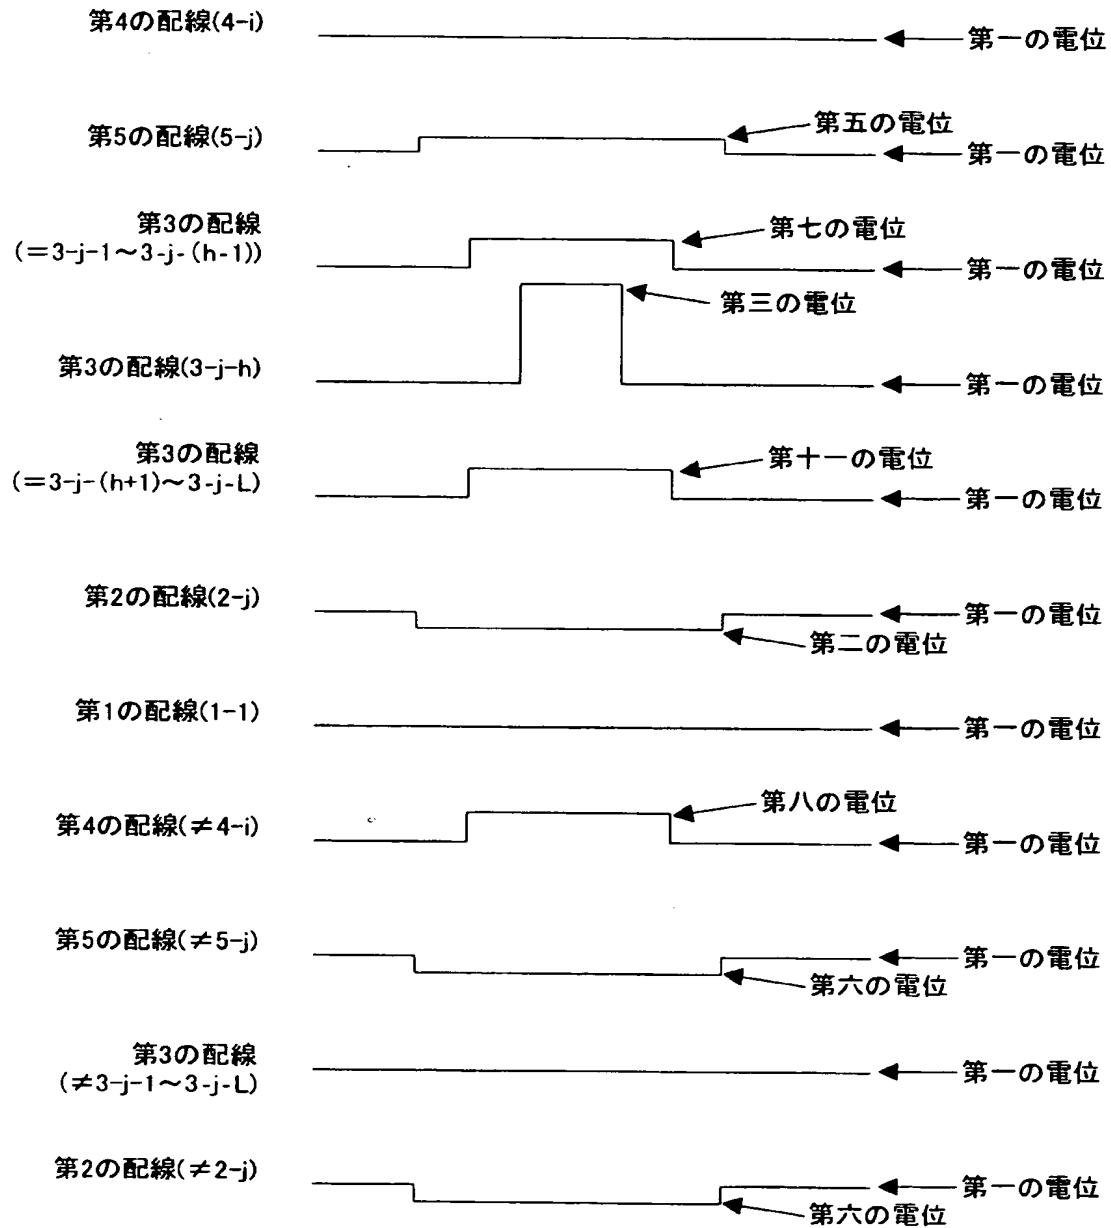 第4の配線(4-i)
第一の電位
第5の配線(5-j)
第五の電位
第一の電位
第3の配線
(=3-j-1～3-j-(h-1))
第七の電位
第一の電位
第三の電位
第3の配線(3-j-h)
第一の電位
第3の配線
(=3-j-(h+1)～3-j-L)
第十一の電位
第一の電位
第2の配線(2-j)
第一の電位
第二の電位
第1の配線(1-1)
第一の電位
第4の配線(≠4-i)
第八の電位
第一の電位
第5の配線(≠5-j)
第一の電位
第六の電位
第3の配線
(≠3-j-1～3-j-L)
第一の電位
第2の配線(≠2-j)
第一の電位
第六の電位